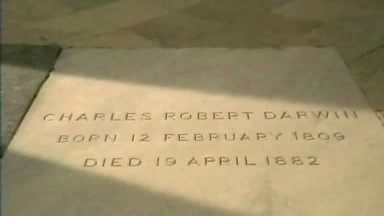 CHARLES ROBERT DARWIN
BORN 12 FEBRUARY 1809
DIED 19 APRIL 1882